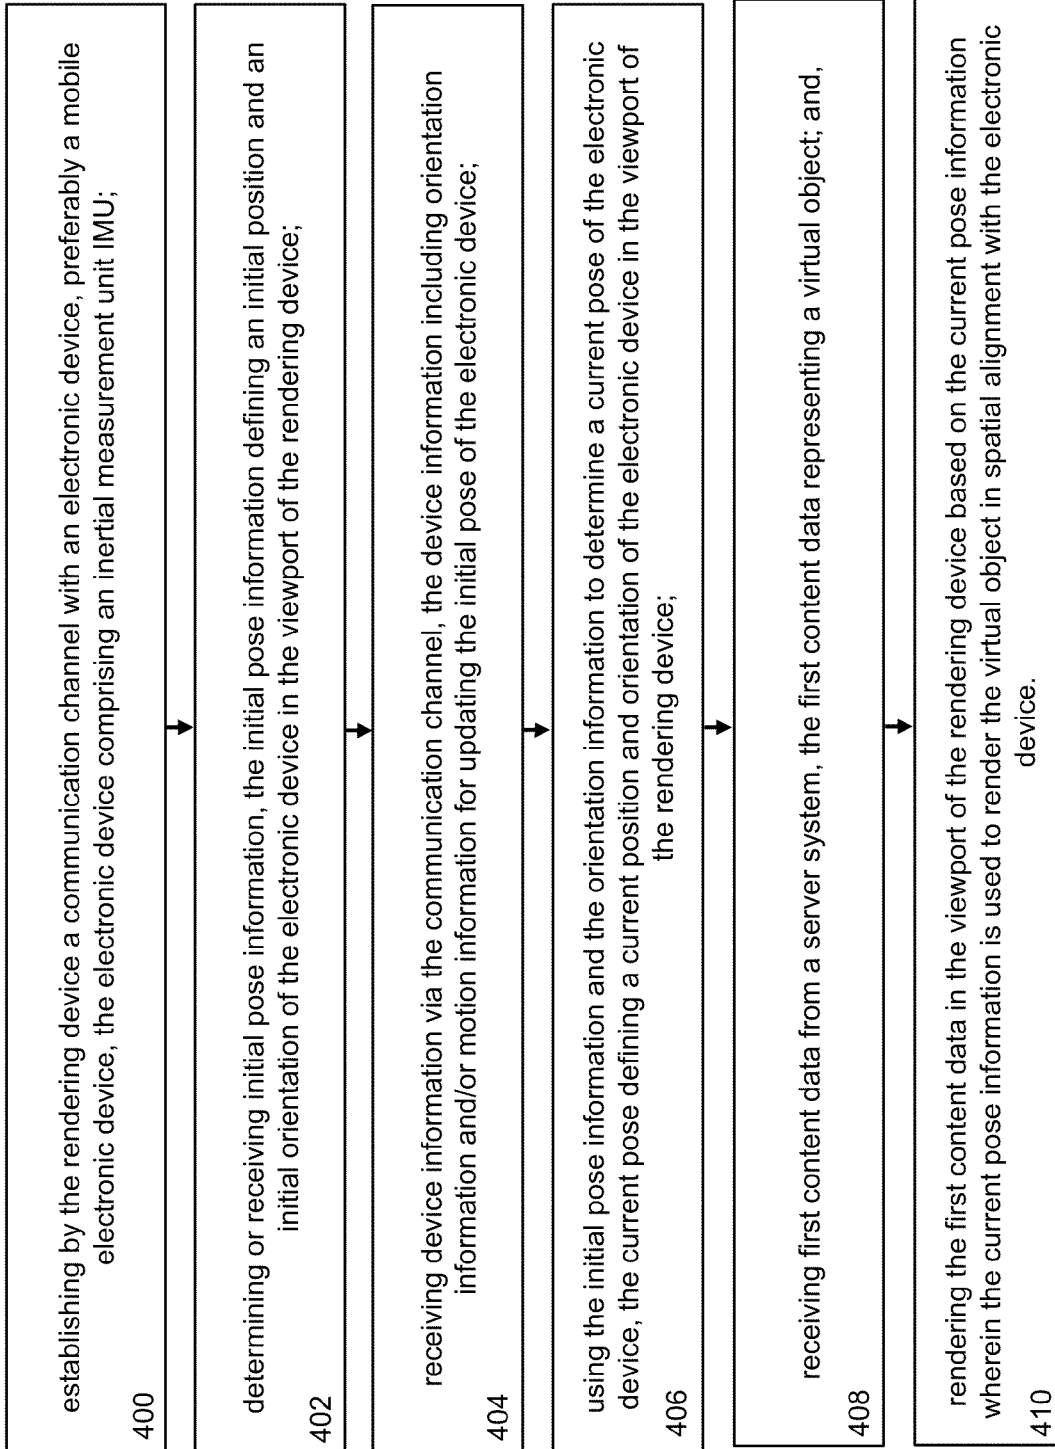 establishing by the rendering device a communication channel with an electronic device, preferably a mobile
electronic device, the electronic device comprising an inertial measurement unit IMU;
400
determining or receiving initial pose information, the initial pose information defining an initial position and an
initial orientation of the electronic device in the viewport of the rendering device;
402
receiving device information via the communication channel, the device information including orientation
information and/or motion information for updating the initial pose of the electronic device;
404
using the initial pose information and the orientation information to determine a current pose of the electronic
device, the current pose defining a current position and orientation of the electronic device in the viewport of
the rendering device;
406
receiving first content data from a server system, the first content data representing a virtual object; and,
408
rendering the first content data in the viewport of the rendering device based on the current pose information
wherein the current pose information is used to render the virtual object in spatial alignment with the electronic
device.
410